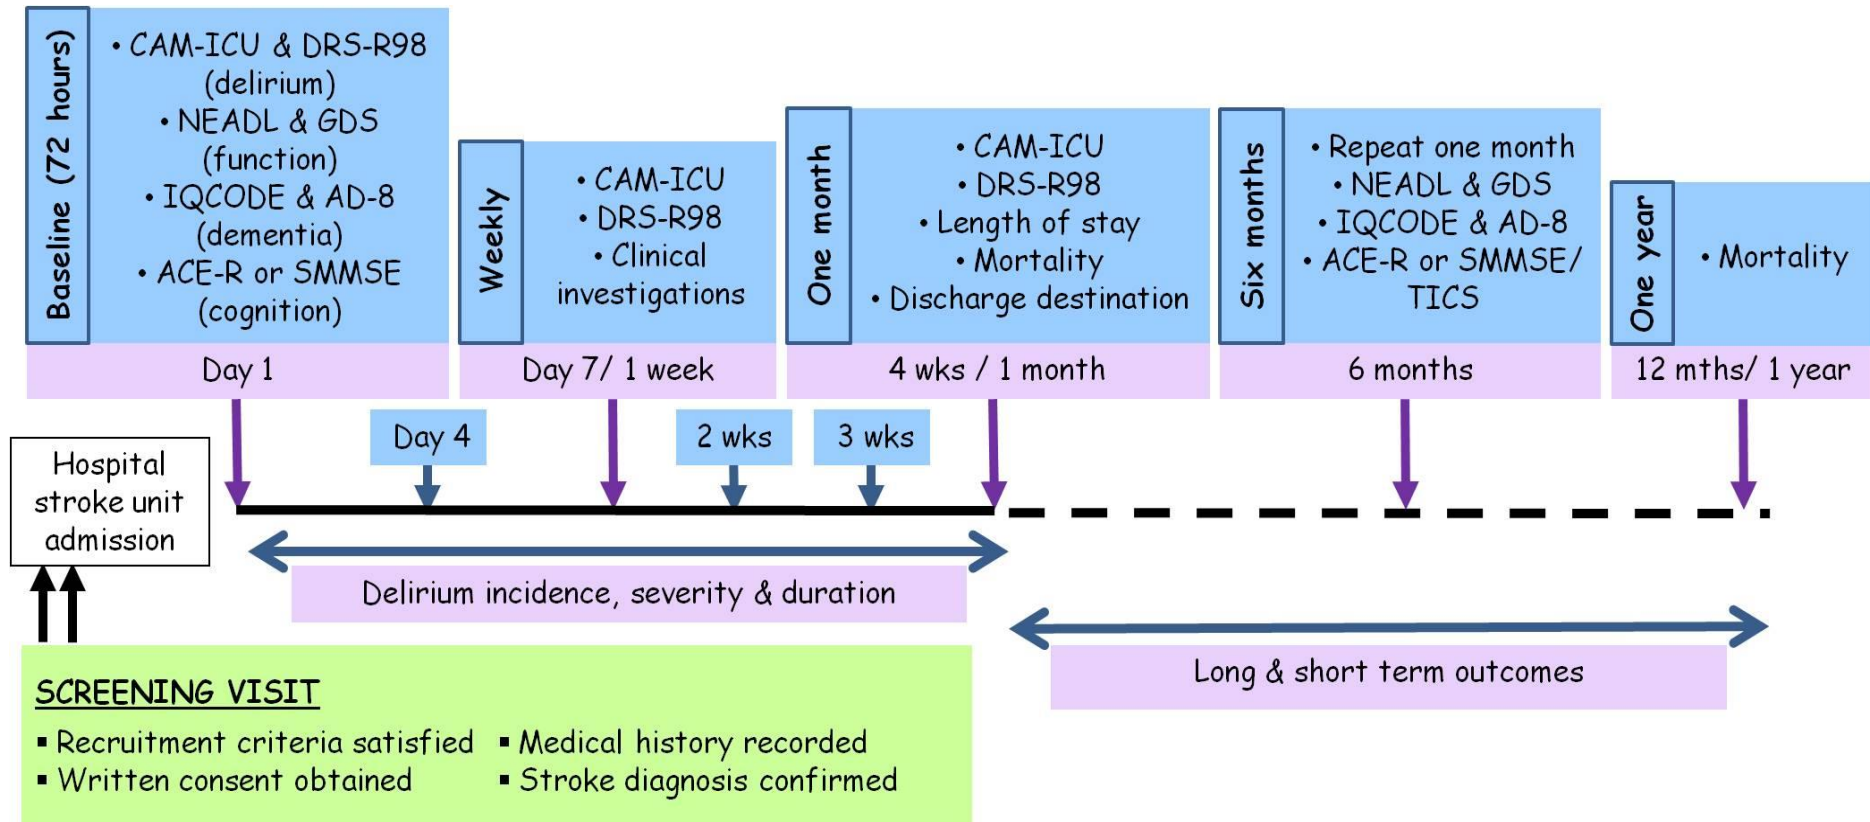 Baseline (72 hours)
• CAM-ICU & DRS-R98
(delirium)
• NEADL & GDS
(function)
• IQCODE & AD-8
(dementia)
• ACE-R or SMMSE
(cognition)
Day 1
Weekly
• CAM-ICU
• DRS-R98
• Clinical
investigations
Day 7/ 1 week
One month
• CAM-ICU
• DRS-R98
• Length of stay
• Mortality
• Discharge destination
4 wks / 1 month
Six months
• Repeat one month
• NEADL & GDS
• IQCODE & AD-8
• ACE-R or SMMSE/
TICS
6 months
One year
• Mortality
12 mths/ 1 year
Day 4
2 wks
3 wks
Hospital
stroke unit
admission
Delirium incidence, severity & duration
Long & short term outcomes
SCREENING VISIT
▪ Recruitment criteria satisfied
▪ Written consent obtained
▪ Medical history recorded
▪ Stroke diagnosis confirmed